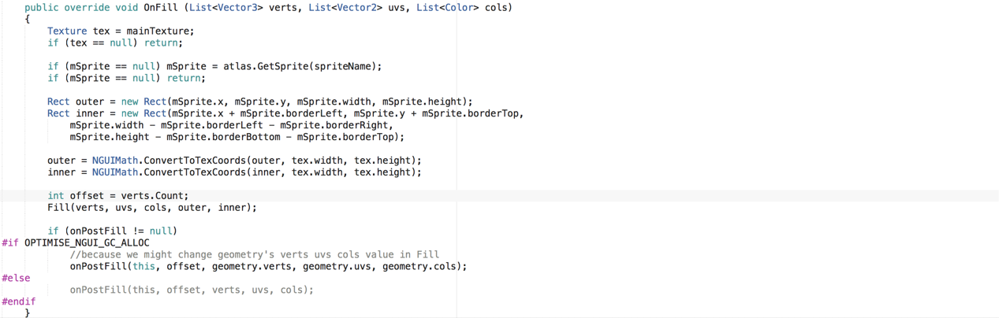 public override void OnFill (List<Vector3> verts, List<Vector2> uvs, List<Color> cols)
{
Texture tex = mainTexture;
if (tex == null) return;
if (mSprite == null) mSprite = atlas.GetSprite(spriteName);
if (mSprite == null) return;
Rect outer = new Rect(mSprite.x, mSprite.y, mSprite.width, mSprite.height);
Rect inner = new Rect(mSprite.x + mSprite.borderLeft, mSprite.y + mSprite.borderTop,
mSprite.width - mSprite.borderLeft - mSprite.borderRight,
mSprite.height - mSprite.borderBottom - mSprite.borderTop);
outer = NGUIMath.ConvertToTexCoords(outer, tex.width, tex.height);
inner = NGUIMath.ConvertToTexCoords(inner, tex.width, tex.height);
int offset = verts.Count;
Fill(verts, uvs, cols, outer, inner);
if (onPostFill != null)
#if OPTIMISE_NGUI_GC_ALLOC
//because we might change geometry's verts uvs cols value in Fill
onPostFill(this, offset, geometry.verts, geometry.uvs, geometry.cols);
#else
onPostFill(this, offset, verts, uvs, cols);
#endif
}